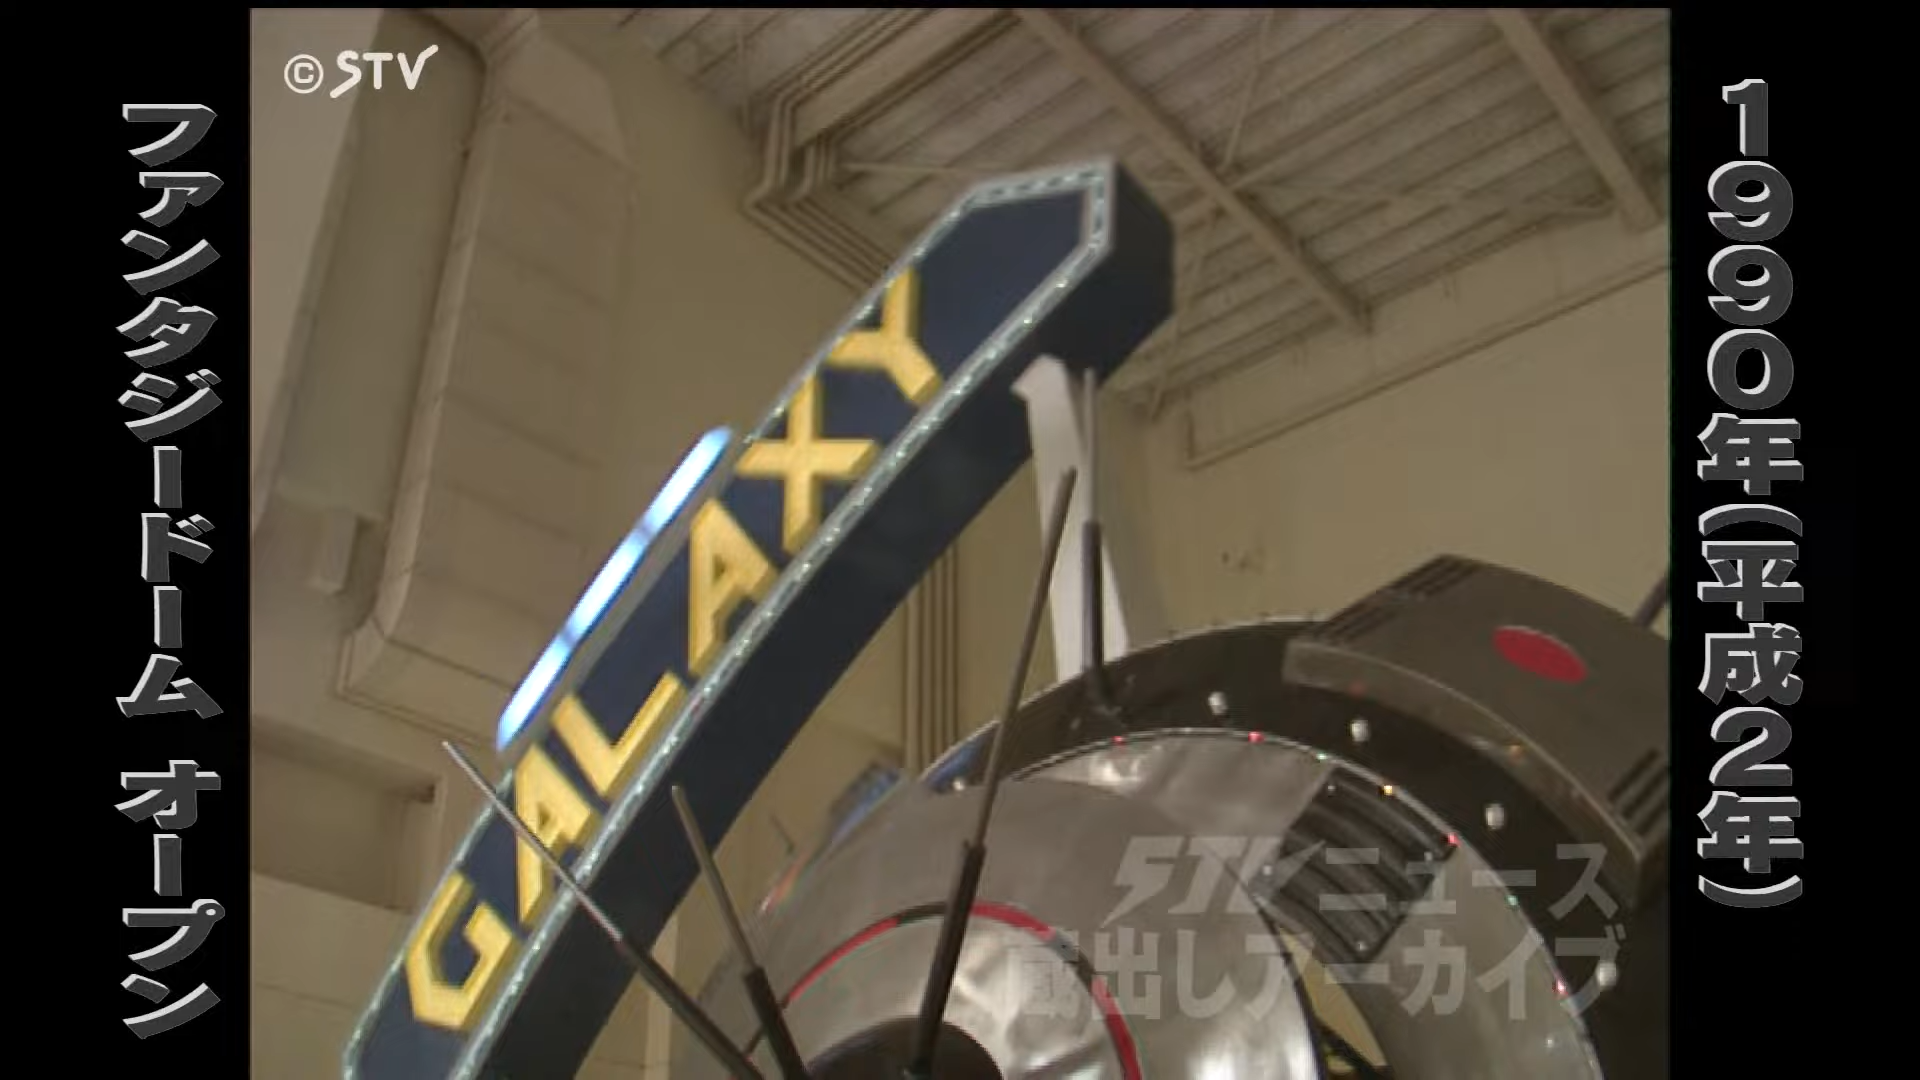 ©STV
1990年(平成2年)
ファンタジードーム オープン
GALAXY
STVニュース
蔵出しアーカイブ